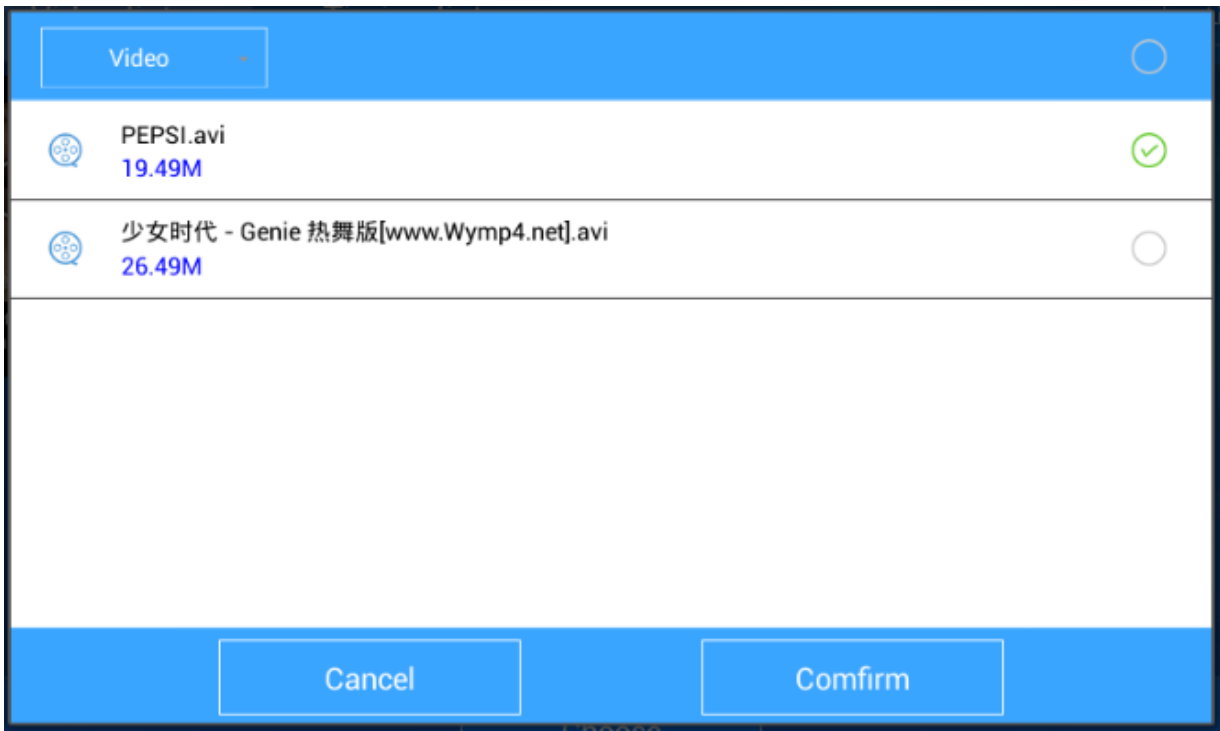 Video
PEPSI.avi
19.49M
少女时代 - Genie 热舞版[www.Wymp4.net].avi
26.49M
Cancel
Comfirm